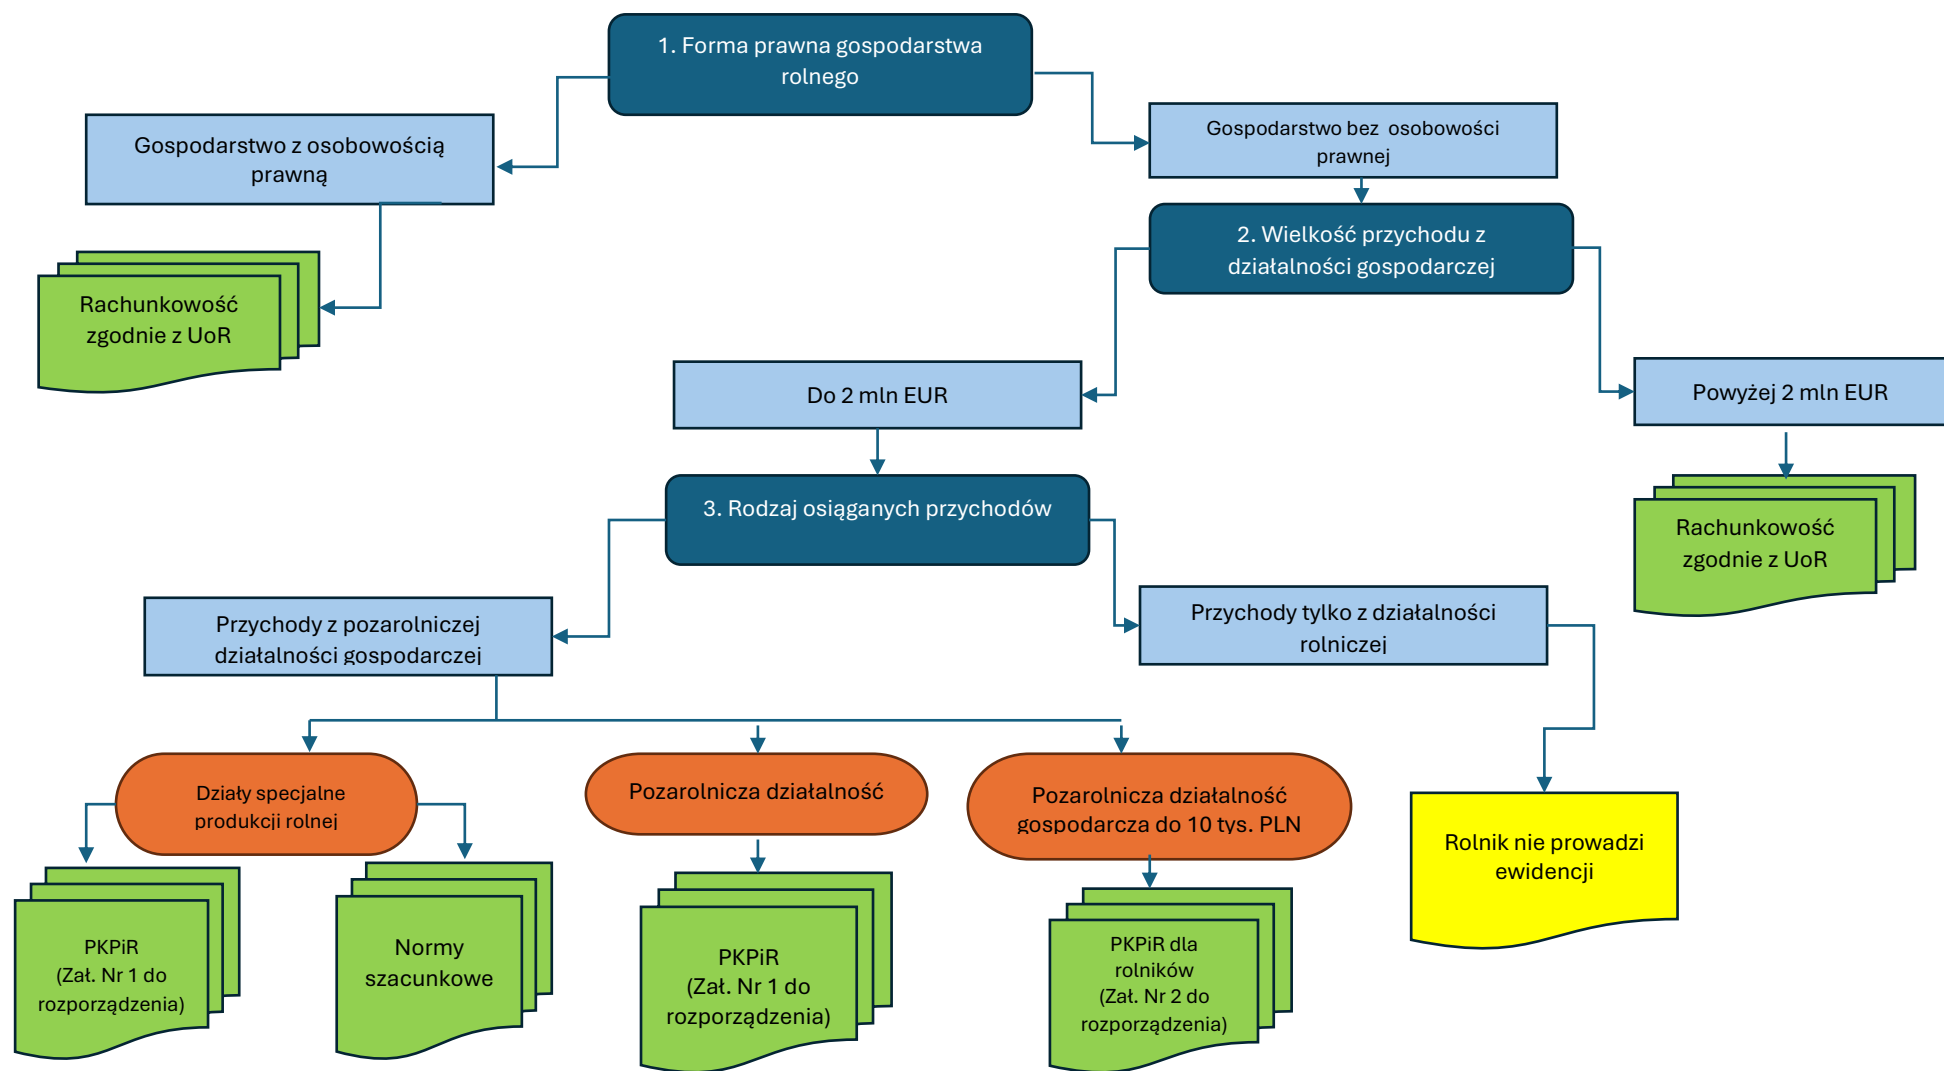 1. Forma prawna gospodarstwa
rolnego
Gospodarstwo z osobowością
prawną
Gospodarstwo bez osobowości
prawnej
Rachunkowość
zgodnie z UoR
2. Wielkość przychodu z
działalności gospodarczej
Do 2 mln EUR
Powyżej 2 mln EUR
3. Rodzaj osiąganych przychodów
Rachunkowość
zgodnie z UoR
Przychody z pozarolniczej
działalności gospodarczej
Przychody tylko z działalności
rolniczej
Działy specjalne
produkcji rolnej
Pozarolnicza działalność
Pozarolnicza działalność
gospodarcza do 10 tys. PLN
Rolnik nie prowadzi
ewidencji
PKPiR
(Zał. Nr 1 do
rozporządzenia)
Normy
szacunkowe
PKPiR
(Zał. Nr 1 do
rozporządzenia)
PKPiR dla
rolników
(Zał. Nr 2 do
rozporządzenia)